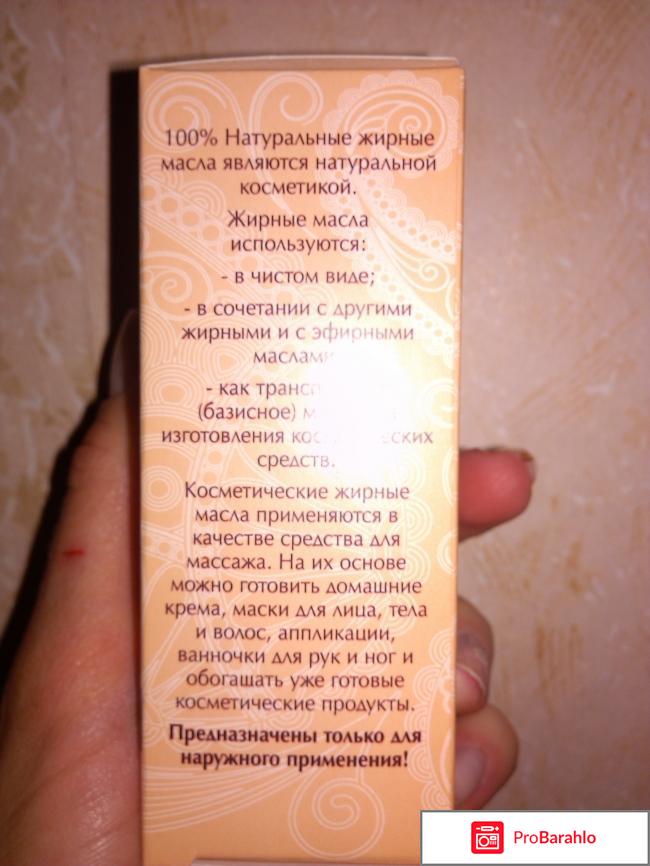 100% Натуральные жирные
масла являются натуральной
косметикой.
Жирные масла
используются:
- в чистом виде;
- в сочетании с другими
жирными и с эфирными
маслами
- как
(базисное)
изготовления
средств.
Косметические жирные
масла применяются в
качестве средства для
массажа. На их основе
можно готовить домашние
крема, маски для лица, тела
и волос, аппликации,
ванночки для рук и ног и
обогащать уже готовые
косметические продукты.
Предназначены только для
наружного применения!
ProBarahlo